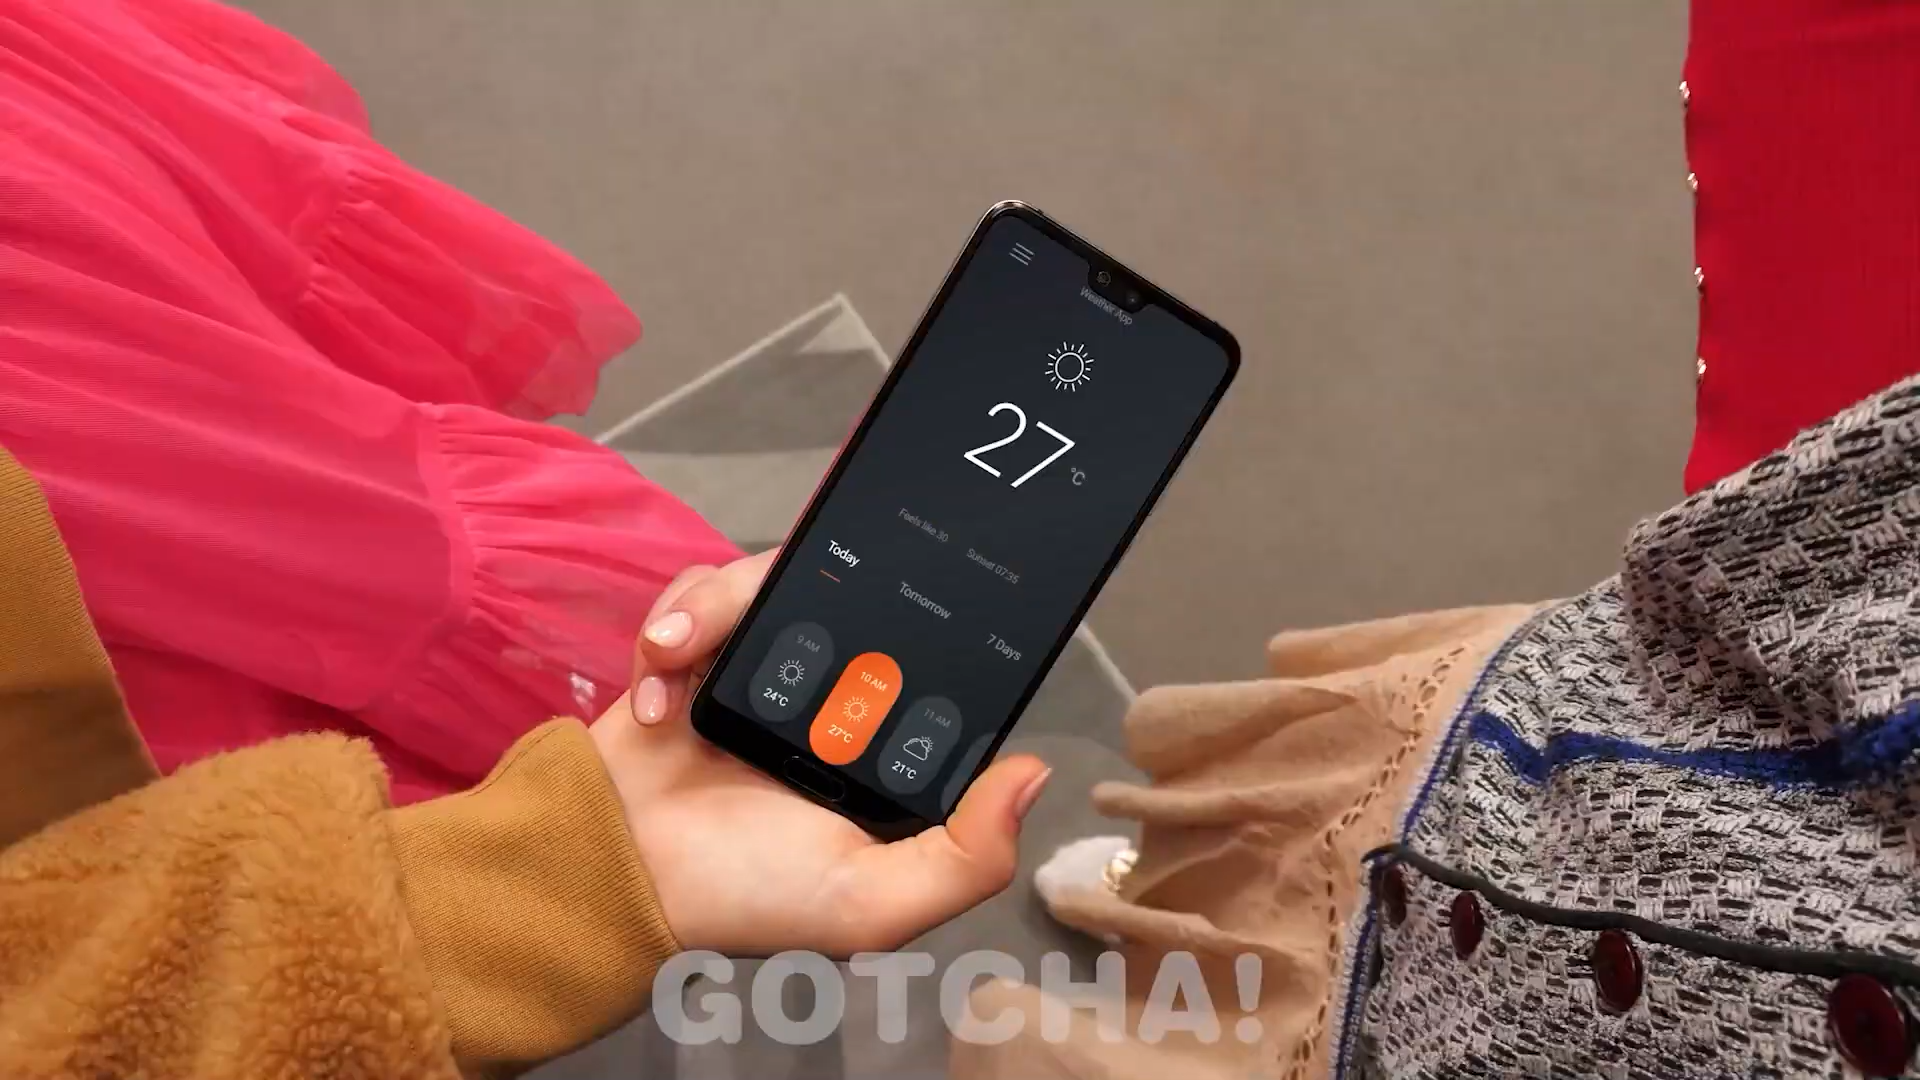 Weather App
27 °C
Feels like 30
Sunset 07:35
Today
Tomorrow
7 Days
9 AM
24°C
10 AM
27°C
11 AM
21°C
GOTCHA!